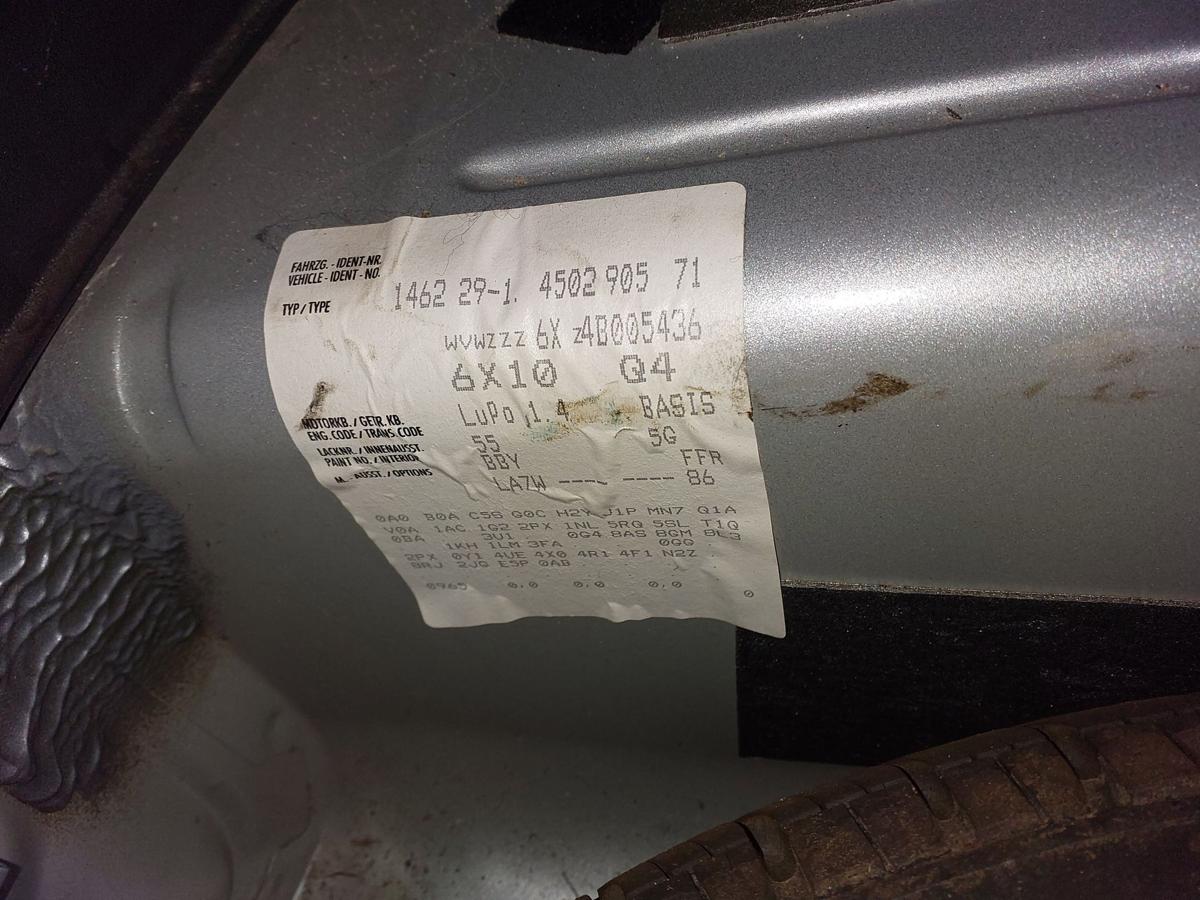 FAHRZG. - IDENT-NR.
VEHICLE - IDENT - NO.
1462 29-1. 4502 905 71
TYP / TYPE
WVWZZZ 6X Z4B005436
6X10 Q4
LuPo 1.4 BASIS
MOTORKB. / GETR. KB.
ENG. CODE / TRANS. CODE
55 5G
LACKNR. / INNENAUSST.
PAINT NO. / INTERIOR
BBY FFR
AUSST. / OPTIONS
LA7W ---- ---- 86
0A0 B0A C5S G0C H2Y J1P MN7 Q1A
V0A 1AC 1G2 2PX 1NL 5RQ 5SL T1Q
0BA 3U1 0G4 8AS BGM 8L3
1KH 1LM 3FA 0GG
2PX 0Y1 4UE 4X0 4R1 4F1 N2Z
8RJ 2JG E5P 0AB
0,0 0,0 0,0 0